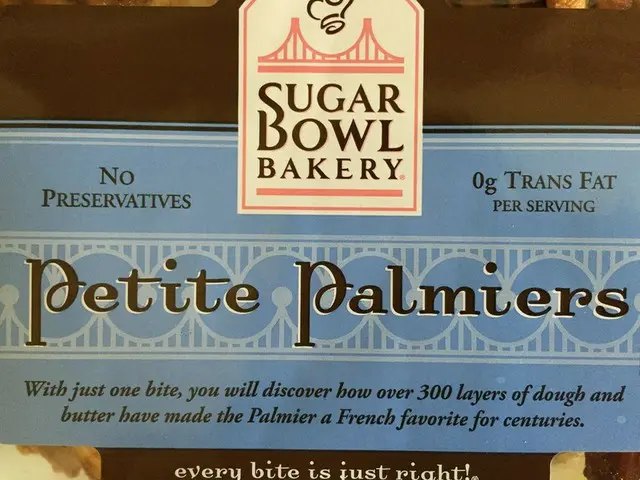 SUGAR
BOWL
BAKERY®
No
Preservatives
0g Trans Fat
per serving
Petite Palmiers
With just one bite, you will discover how over 300 layers of dough and
butter have made the Palmier a French favorite for centuries.
every bite is just right!®